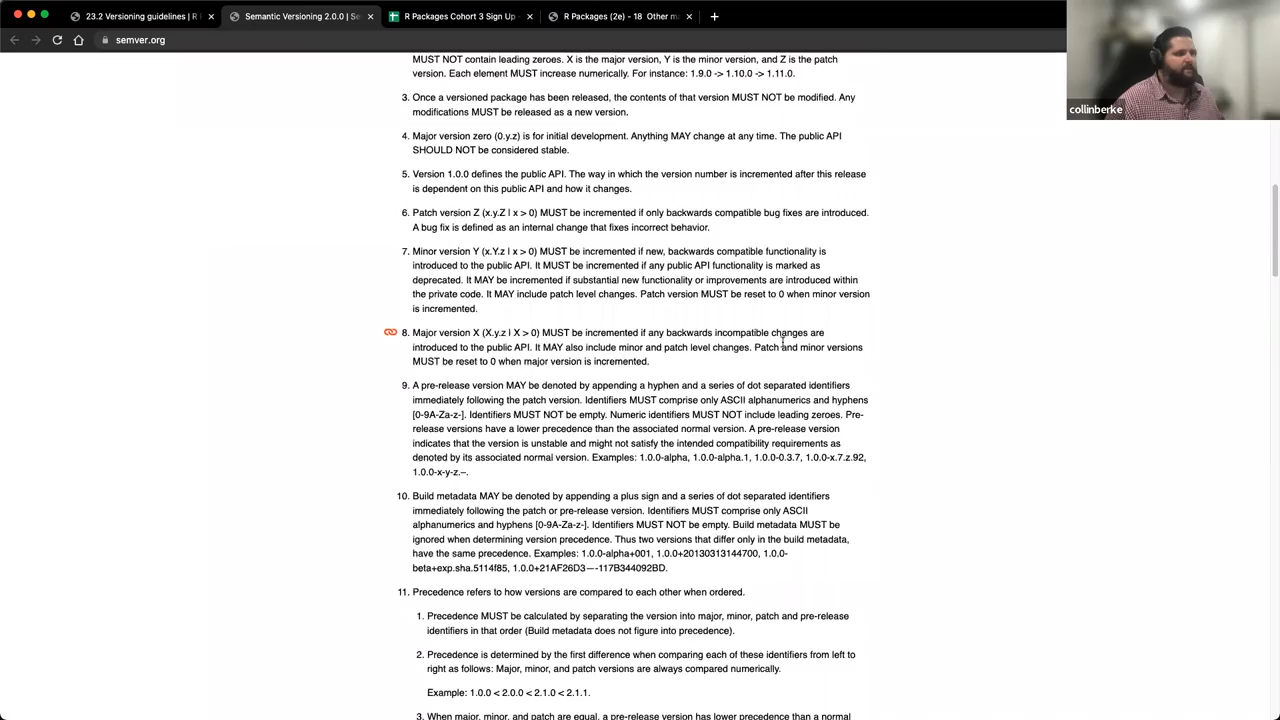 23.2 Versioning guidelines | R
Semantic Versioning 2.0.0 | Se
R Packages Cohort 3 Sign Up
R Packages (2e) - 18 Other ma
semver.org
collinberke
MUST NOT contain leading zeroes. X is the major version, Y is the minor version, and Z is the patch
version. Each element MUST increase numerically. For instance: 1.9.0 -> 1.10.0 -> 1.11.0.
3. Once a versioned package has been released, the contents of that version MUST NOT be modified. Any
modifications MUST be released as a new version.
4. Major version zero (0.y.z) is for initial development. Anything MAY change at any time. The public API
SHOULD NOT be considered stable.
5. Version 1.0.0 defines the public API. The way in which the version number is incremented after this release
is dependent on this public API and how it changes.
6. Patch version Z (x.y.Z | x > 0) MUST be incremented if only backwards compatible bug fixes are introduced.
A bug fix is defined as an internal change that fixes incorrect behavior.
7. Minor version Y (x.Y.z | x > 0) MUST be incremented if new, backwards compatible functionality is
introduced to the public API. It MUST be incremented if any public API functionality is marked as
deprecated. It MAY be incremented if substantial new functionality or improvements are introduced within
the private code. It MAY include patch level changes. Patch version MUST be reset to 0 when minor version
is incremented.
8. Major version X (X.y.z | X > 0) MUST be incremented if any backwards incompatible changes are
introduced to the public API. It MAY also include minor and patch level changes. Patch and minor versions
MUST be reset to 0 when major version is incremented.
9. A pre-release version MAY be denoted by appending a hyphen and a series of dot separated identifiers
immediately following the patch version. Identifiers MUST comprise only ASCII alphanumerics and hyphens
[0-9A-Za-z-]. Identifiers MUST NOT be empty. Numeric identifiers MUST NOT include leading zeroes. Pre-
release versions have a lower precedence than the associated normal version. A pre-release version
indicates that the version is unstable and might not satisfy the intended compatibility requirements as
denoted by its associated normal version. Examples: 1.0.0-alpha, 1.0.0-alpha.1, 1.0.0-0.3.7, 1.0.0-x.7.z.92,
1.0.0-x-y-z.–.
10. Build metadata MAY be denoted by appending a plus sign and a series of dot separated identifiers
immediately following the patch or pre-release version. Identifiers MUST comprise only ASCII
alphanumerics and hyphens [0-9A-Za-z-]. Identifiers MUST NOT be empty. Build metadata MUST be
ignored when determining version precedence. Thus two versions that differ only in the build metadata,
have the same precedence. Examples: 1.0.0-alpha+001, 1.0.0+20130313144700, 1.0.0-
beta+exp.sha.5114f85, 1.0.0+21AF26D3—-117B344092BD.
11. Precedence refers to how versions are compared to each other when ordered.
1. Precedence MUST be calculated by separating the version into major, minor, patch and pre-release
identifiers in that order (Build metadata does not figure into precedence).
2. Precedence is determined by the first difference when comparing each of these identifiers from left to
right as follows: Major, minor, and patch versions are always compared numerically.
Example: 1.0.0 < 2.0.0 < 2.1.0 < 2.1.1.
3. When major, minor, and patch are equal, a pre-release version has lower precedence than a normal